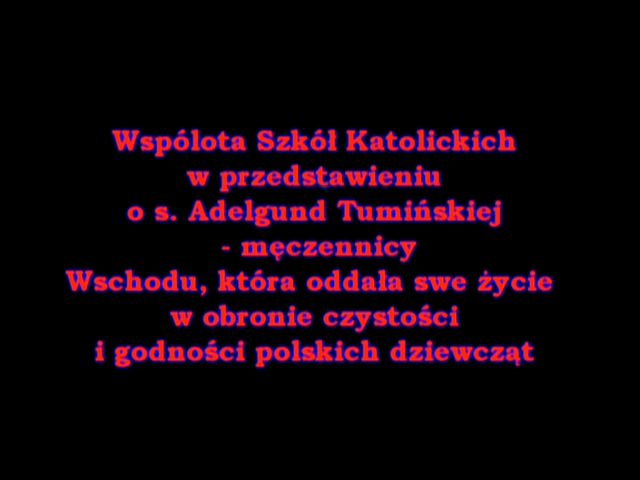 Wspólota Szkół Katolickich
w przedstawieniu
o s. Adelgund Tumińskiej
- męczennicy
Wschodu, która oddała swe życie
w obronie czystości
i godności polskich dziewcząt